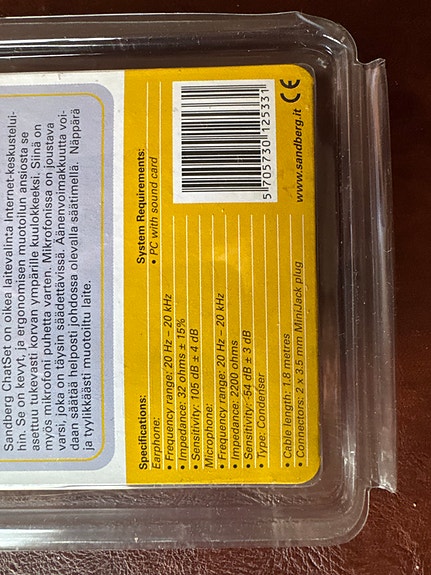 Sandberg ChatSet on oikea laitevalinta Internet-keskustelui-
hin. Se on kevyt, ja ergonomisen muotoilun ansiosta se
asettuu tukevasti korvan ympärille kuulokkeeksi. Siinä on
myös mikrofoni puhetta varten. Mikrofonissa on joustava
varsi, joka on täysin säädettävissä. Äänenvoimakkuutta voi-
daan säätää helposti johdossa olevalla säätimellä. Näppärä
ja tyylikkäästi muotoiltu laite.
Specifications:
Earphone:
• Frequency range: 20 Hz – 20 kHz
• Impedance: 32 ohms ± 15%
• Sensitivity: 105 dB ± 4 dB
Microphone:
• Frequency range: 20 Hz – 20 kHz
• Impedance: 2200 ohms
• Sensitivity: -54 dB ± 3 dB
• Type: Condenser
• Cable length: 1.8 metres
• Connectors: 2 x 3.5 mm MiniJack plug
System Requirements:
• PC with sound card
5 705730 125331
www.sandberg.it
CE